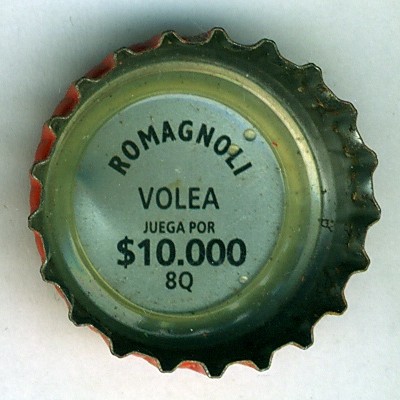 ROMAGNOLI
VOLEA
JUEGA POR
$10.000
8Q